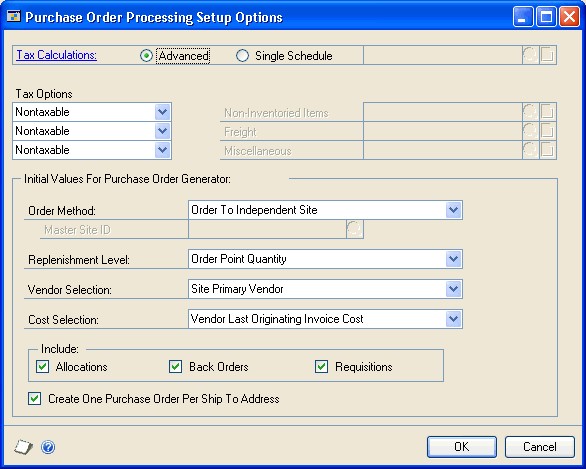 Purchase Order Processing Setup Options
Tax Calculations: Advanced Single Schedule
Tax Options
Nontaxable Non-Inventoried Items
Nontaxable Freight
Nontaxable Miscellaneous
Initial Values For Purchase Order Generator:
Order Method: Order To Independent Site
Master Site ID
Replenishment Level: Order Point Quantity
Vendor Selection: Site Primary Vendor
Cost Selection: Vendor Last Originating Invoice Cost
Include:
Allocations Back Orders Requisitions
Create One Purchase Order Per Ship To Address
OK Cancel